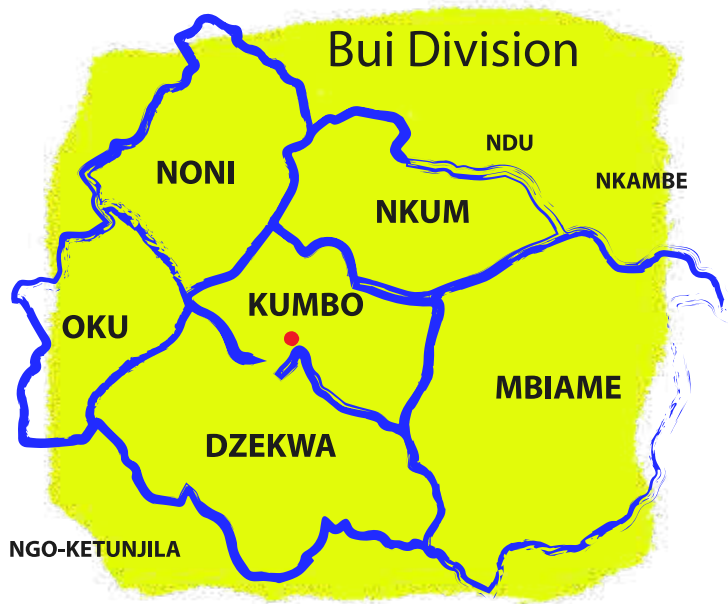 Bui Division
NDU
NONI
NKAMBE
NKUM
KUMBO
OKU
MBIAME
DZEKWA
NGO-KETUNJILA